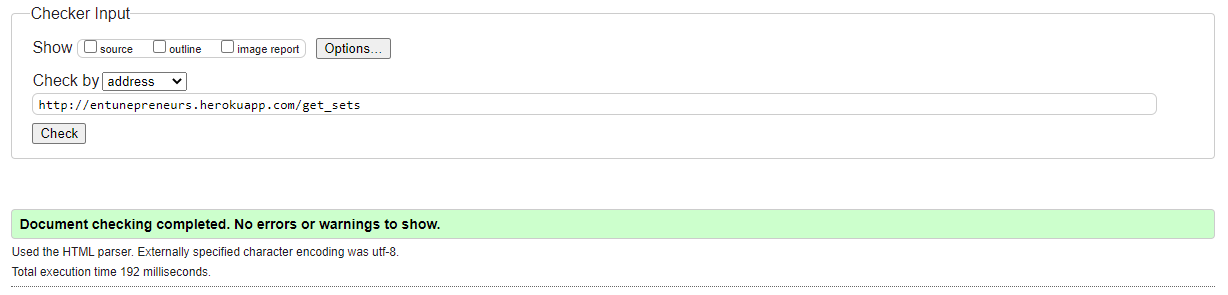 Checker Input
Show source outline image report Options...
Check by address
http://entunepreneurs.herokuapp.com/get_sets
Check
Document checking completed. No errors or warnings to show.
Used the HTML parser. Externally specified character encoding was utf-8.
Total execution time 192 milliseconds.